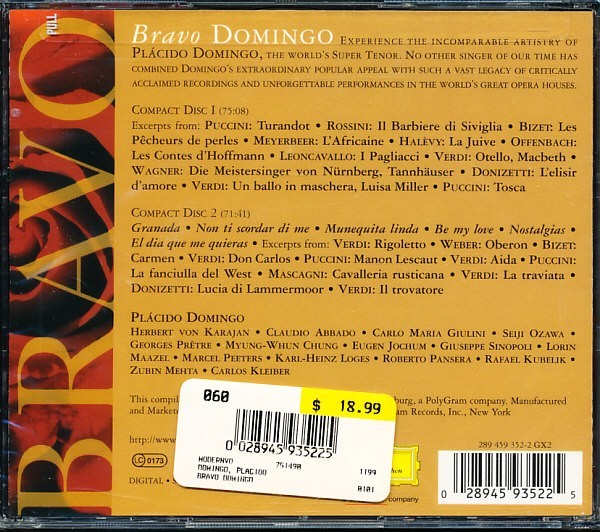 PULL
BRAVO
Bravo DOMINGO EXPERIENCE THE INCOMPARABLE ARTISTRY OF
PLÁCIDO DOMINGO, THE WORLD'S SUPER TENOR. NO OTHER SINGER OF OUR TIME HAS
COMBINED DOMINGO'S EXTRAORDINARY POPULAR APPEAL WITH SUCH A VAST LEGACY OF CRITICALLY
ACCLAIMED RECORDINGS AND UNFORGETTABLE PERFORMANCES IN THE WORLD'S GREAT OPERA HOUSES.
COMPACT DISC 1 (75:08)
Excerpts from: PUCCINI: Turandot • ROSSINI: Il Barbiere di Siviglia • BIZET: Les
Pêcheurs de perles • MEYERBEER: L'Africaine • HALÈVY: La Juive • OFFENBACH:
Les Contes d'Hoffmann • LEONCAVALLO: I Pagliacci • VERDI: Otello, Macbeth •
WAGNER: Die Meistersinger von Nürnberg, Tannhäuser • DONIZETTI: L'elisir
d'amore • VERDI: Un ballo in maschera, Luisa Miller • PUCCINI: Tosca
COMPACT DISC 2 (71:41)
Granada • Non ti scordar di me • Munequita linda • Be my love • Nostalgias •
El dia que me quieras • Excerpts from: VERDI: Rigoletto • WEBER: Oberon • BIZET:
Carmen • VERDI: Don Carlos • PUCCINI: Manon Lescaut • VERDI: Aida • PUCCINI:
La fanciulla del West • MASCAGNI: Cavalleria rusticana • VERDI: La traviata •
DONIZETTI: Lucia di Lammermoor • VERDI: Il trovatore
PLÁCIDO DOMINGO
HERBERT VON KARAJAN • CLAUDIO ABBADO • CARLO MARIA GIULINI • SEIJI OZAWA •
GEORGES PRÊTRE • MYUNG-WHUN CHUNG • EUGEN JOCHUM • GIUSEPPE SINOPOLI • LORIN
MAAZEL • MARCEL PEETERS • KARL-HEINZ LOGES • ROBERTO PANSERA • RAFAEL KUBELIK •
ZUBIN MEHTA • CARLOS KLEIBER
This compil
burg, a PolyGram company. Manufactured
and Markete
am Records, Inc., New York
060
$ 18.99
0 028945 935225
MODERNVO 751490 1199
DOMINGO, PLACIDO
BRAVO DOMINGO 0101
http://www
LC 0173
DIGITAL • S
company
289 459 352-2 GX2
0 28945 93522 5